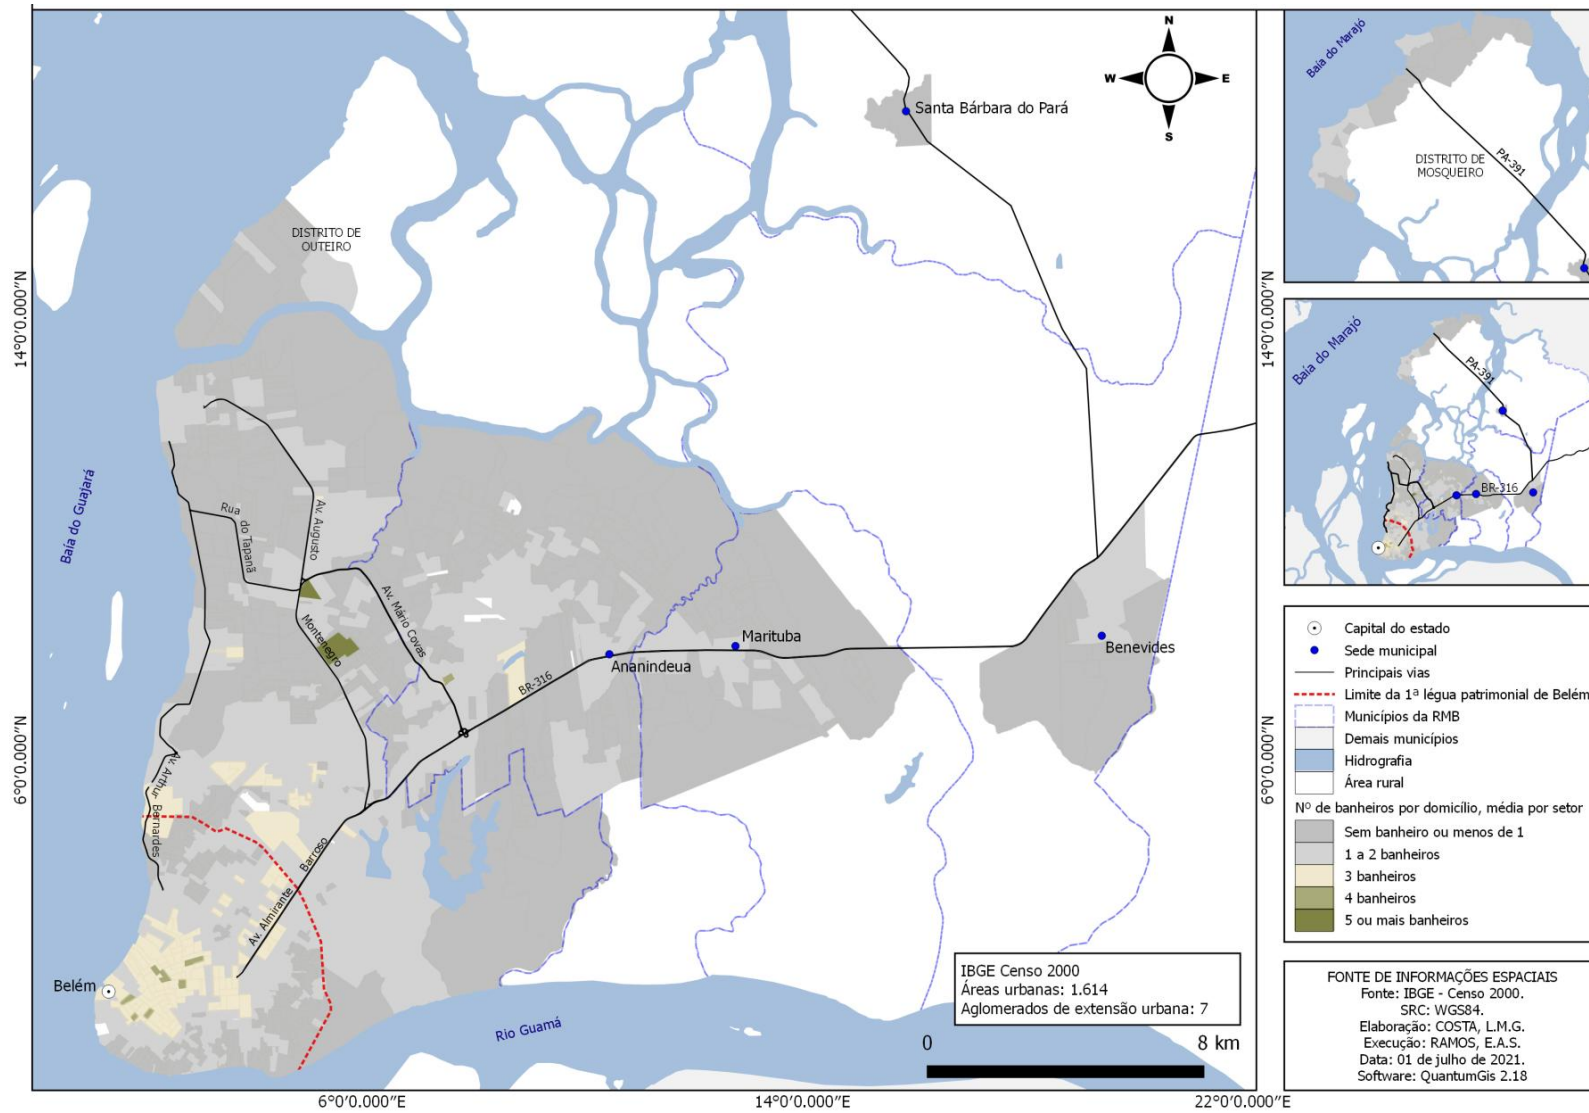 N
W
E
S
Santa Bárbara do Pará
DISTRITO DE
OUTEIRO
14°0'0.000"N
14°0'0.000"N
Baía do Guajará
Rua do Tapanã
Av. Augusto
Montenegro
Av. Mário Covas
BR-316
Ananindeua
Marituba
Benevides
6°0'0.000"N
6°0'0.000"N
Av. Arthur Bernardes
Av. Almirante Barroso
Belém
Rio Guamá
IBGE Censo 2000
Áreas urbanas: 1.614
Aglomerados de extensão urbana: 7
0
8 km
6°0'0.000"E
14°0'0.000"E
22°0'0.000"E
Baía do Marajó
PA-391
DISTRITO DE
MOSQUEIRO
Baía do Marajó
PA-391
BR-316
Capital do estado
Sede municipal
Principais vias
Limite da 1ª légua patrimonial de Belém
Municípios da RMB
Demais municípios
Hidrografia
Área rural
Nº de banheiros por domicílio, média por setor
Sem banheiro ou menos de 1
1 a 2 banheiros
3 banheiros
4 banheiros
5 ou mais banheiros
FONTE DE INFORMAÇÕES ESPACIAIS
Fonte: IBGE - Censo 2000.
SRC: WGS84.
Elaboração: COSTA, L.M.G.
Execução: RAMOS, E.A.S.
Data: 01 de julho de 2021.
Software: QuantumGis 2.18